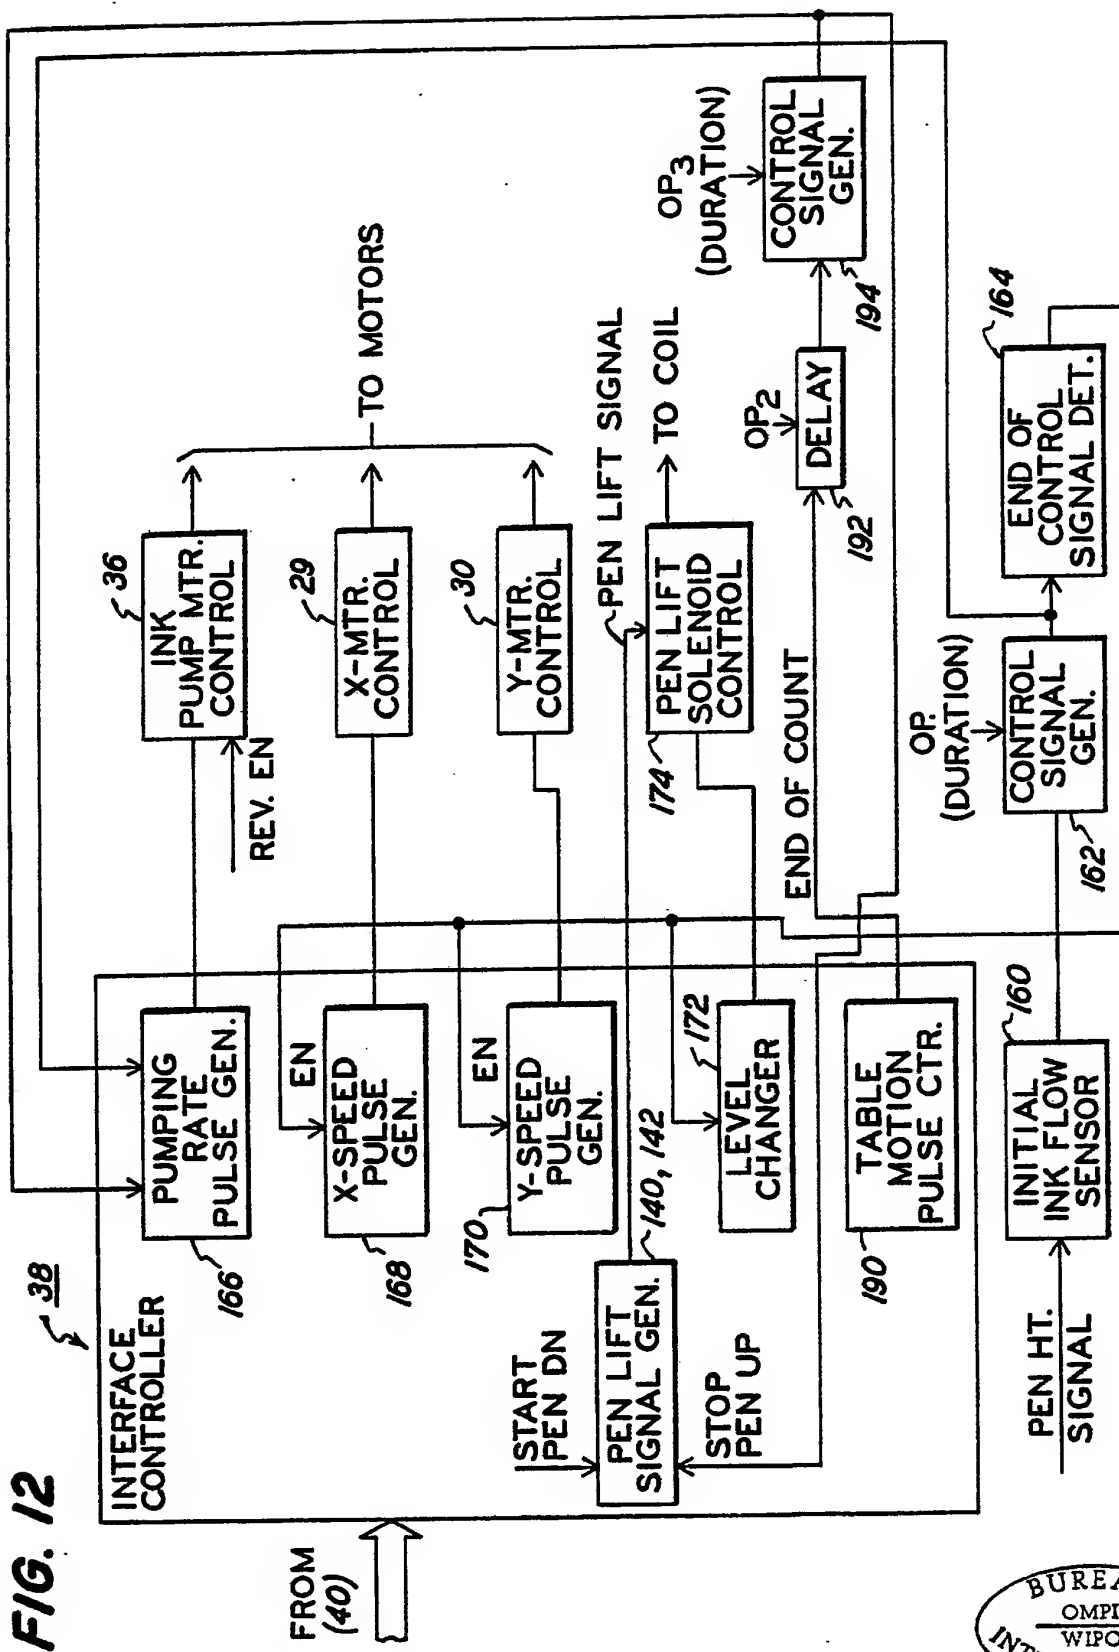 FIG. 12
38
INTERFACE
CONTROLLER
FROM
(40)
PUMPING
RATE
PULSE GEN.
166
EN
X-SPEED
PULSE
GEN.
168
EN
Y-SPEED
PULSE
GEN.
170
START
PEN DN
PEN LIFT
SIGNAL GEN.
140, 142
STOP
PEN UP
172
LEVEL
CHANGER
TABLE
MOTION
PULSE CTR.
190
PEN HT.
SIGNAL
160
INITIAL
INK FLOW
SENSOR
36
INK
PUMP MTR.
CONTROL
REV. EN
29
X-MTR.
CONTROL
30
Y-MTR.
CONTROL
TO MOTORS
PEN LIFT SIGNAL
PEN LIFT
SOLENOID
CONTROL
174
TO COIL
END OF COUNT
OP2
DELAY
192
OP3
(DURATION)
CONTROL
SIGNAL
GEN.
194
OP.
(DURATION)
CONTROL
SIGNAL
GEN.
162
164
END OF
CONTROL
SIGNAL DET.
OMPI
WIPO